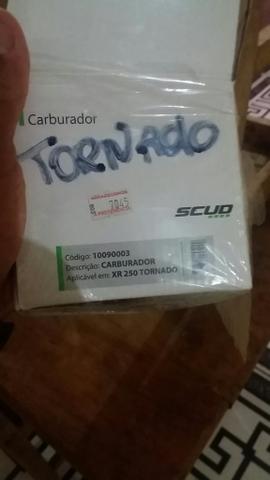 Carburador
TORNADO
7045
SCUD
Código: 10090003
Descrição: CARBURADOR
Aplicável em: XR 250 TORNADO